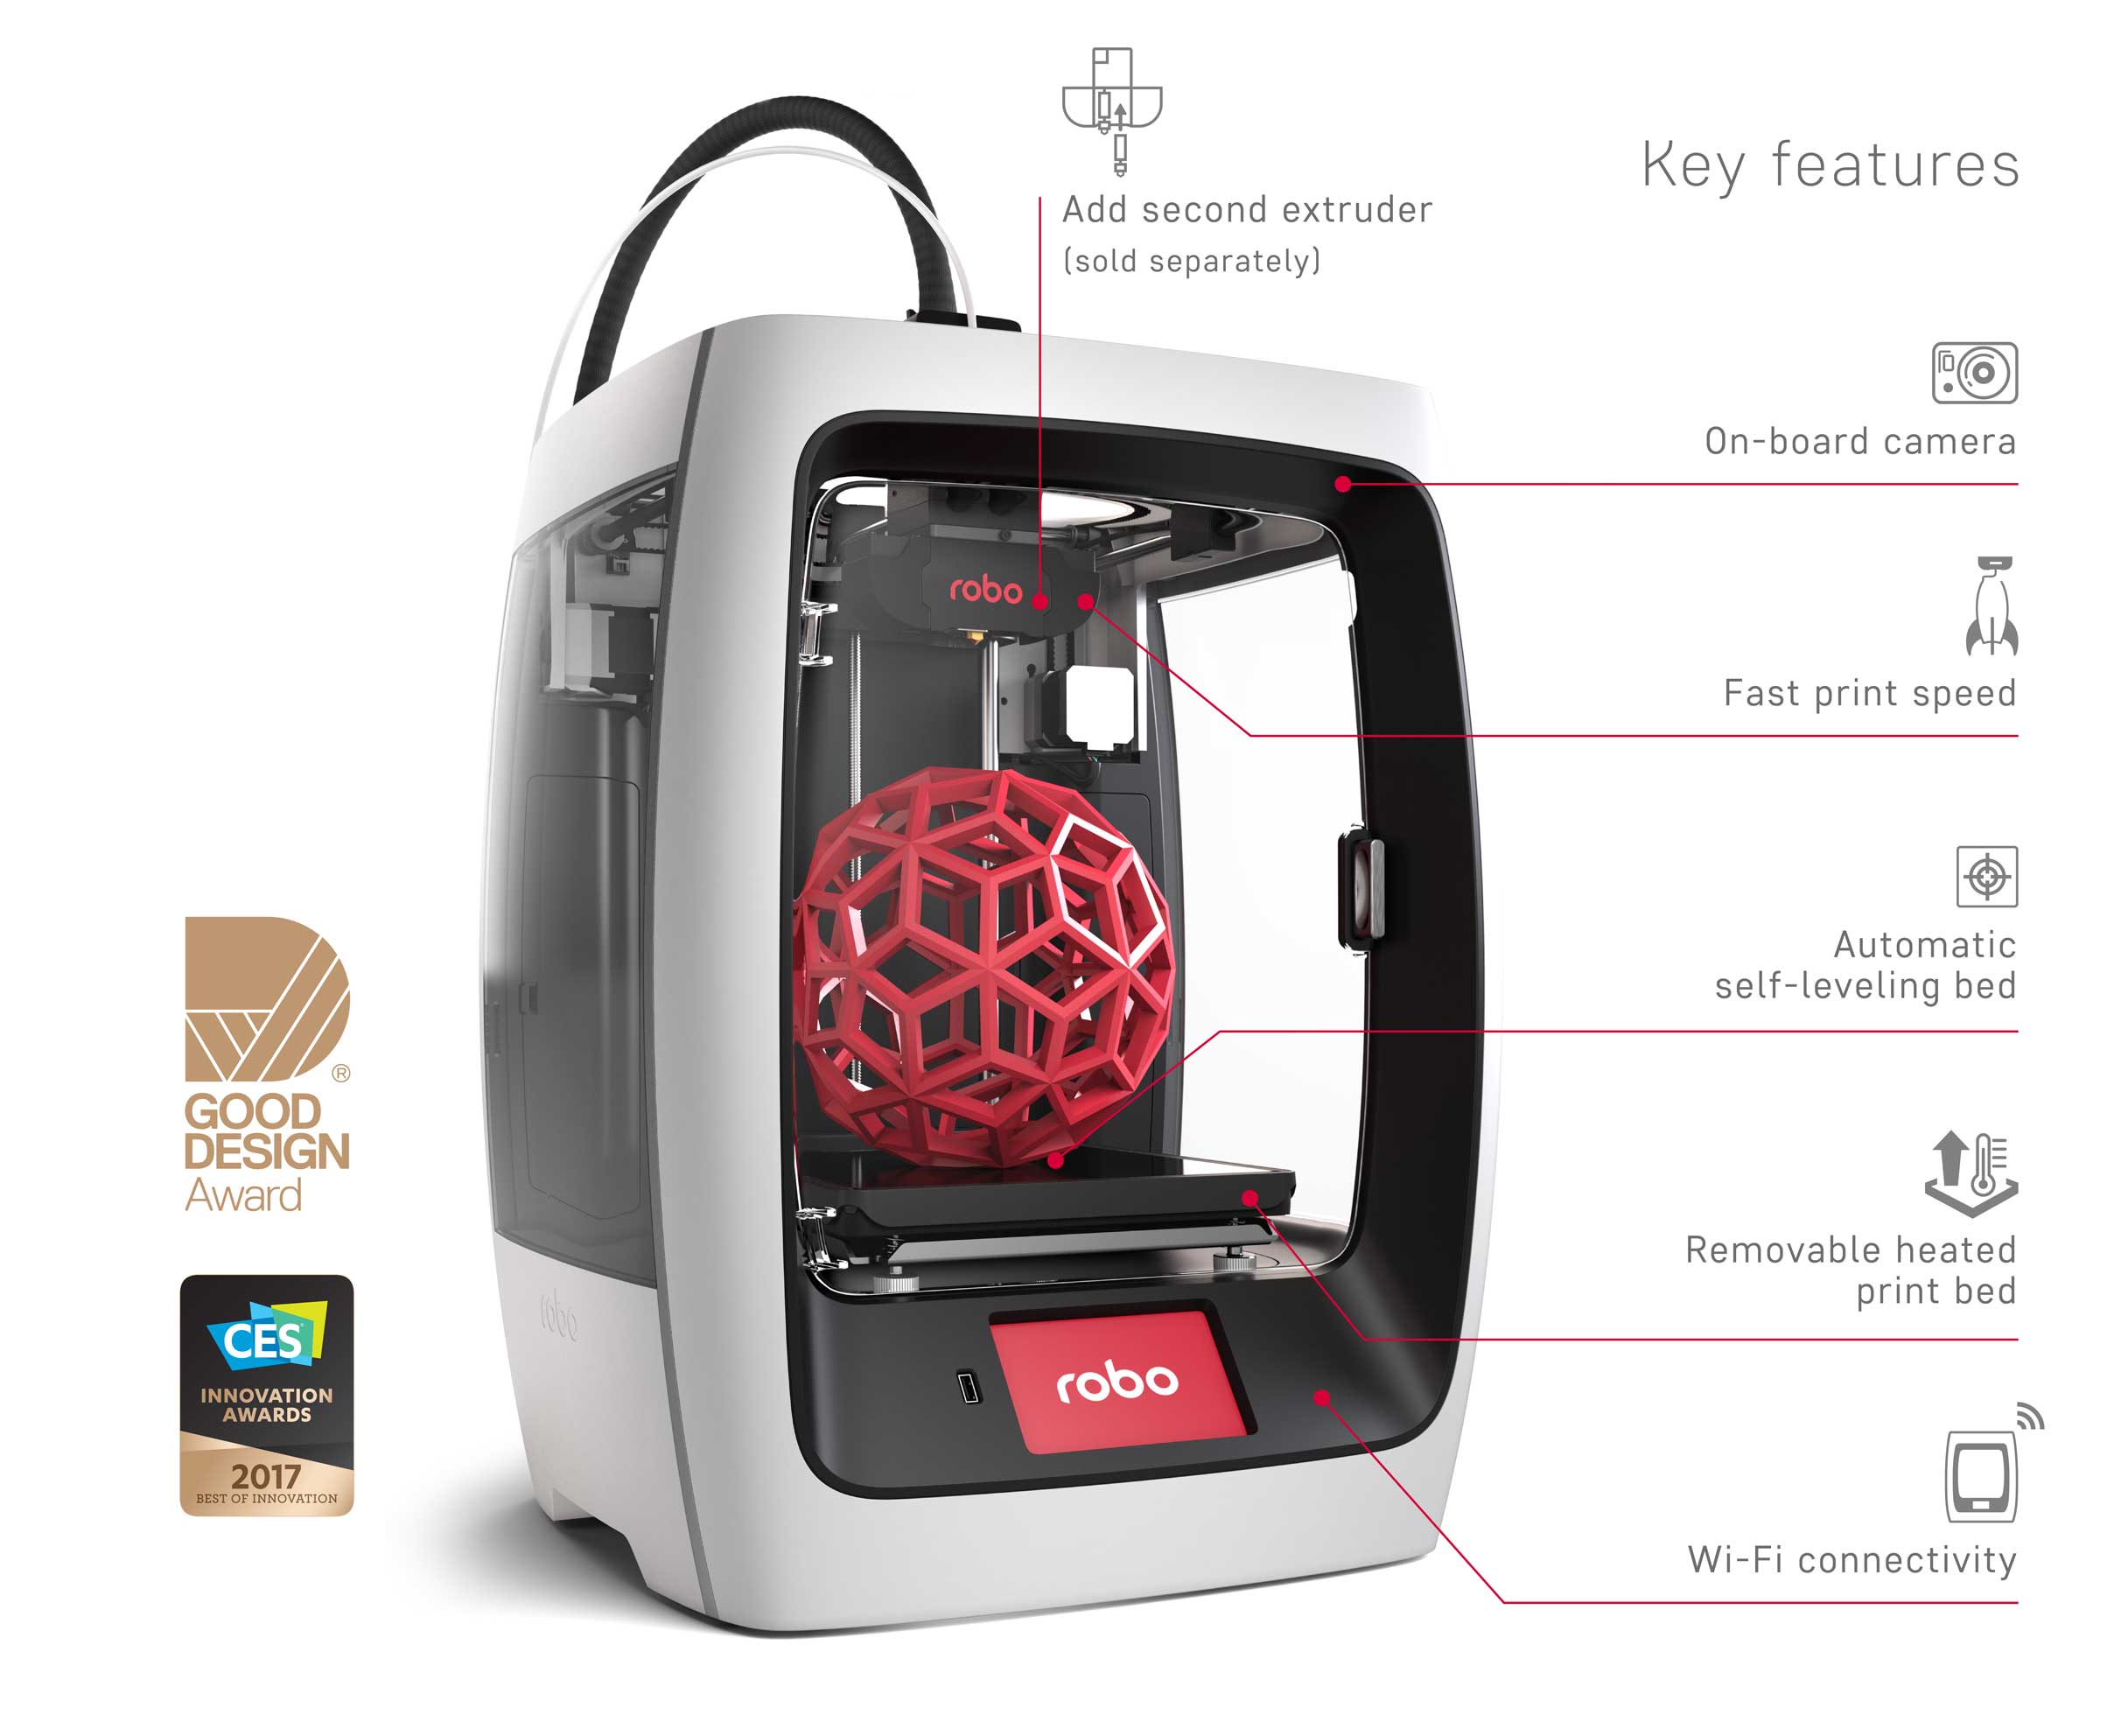 Key features
Add second extruder
(sold separately)
On-board camera
Fast print speed
Automatic
self-leveling bed
Removable heated
print bed
Wi-Fi connectivity
robo
robo
robo
®
GOOD
DESIGN
Award
CES
INNOVATION
AWARDS
2017
BEST OF INNOVATION